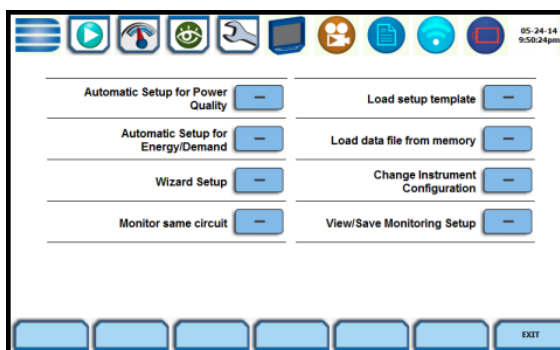 05-24-14
9:50:24pm
Automatic Setup for Power
Quality
Load setup template
Automatic Setup for
Energy/Demand
Load data file from memory
Wizard Setup
Change Instrument
Configuration
Monitor same circuit
View/Save Monitoring Setup
EXIT